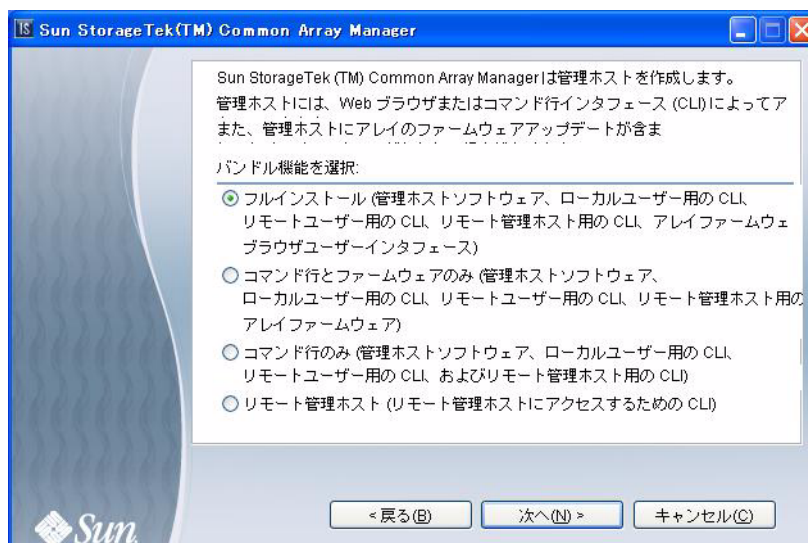 Sun StorageTek(TM) Common Array Manager
Sun StorageTek (TM) Common Array Managerは管理ホストを作成します。
管理ホストには、Web ブラウザまたはコマンド行インタフェース (CLI)によってア
また、管理ホストにアレイのファームウェアアップデートが含ま
バンドル機能を選択:
フルインストール (管理ホストソフトウェア、ローカルユーザー用の CLI、
リモートユーザー用の CLI、リモート管理ホスト用の CLI、アレイファームウェ
ブラウザユーザーインタフェース)
コマンド行とファームウェアのみ (管理ホストソフトウェア、
ローカルユーザー用の CLI、リモートユーザー用の CLI、リモート管理ホスト用の
アレイファームウェア)
コマンド行のみ (管理ホストソフトウェア、ローカルユーザー用の CLI、
リモートユーザー用の CLI、およびリモート管理ホスト用の CLI)
リモート管理ホスト (リモート管理ホストにアクセスするための CLI)
<戻る(B)
次へ(N) >
キャンセル(C)
Sun